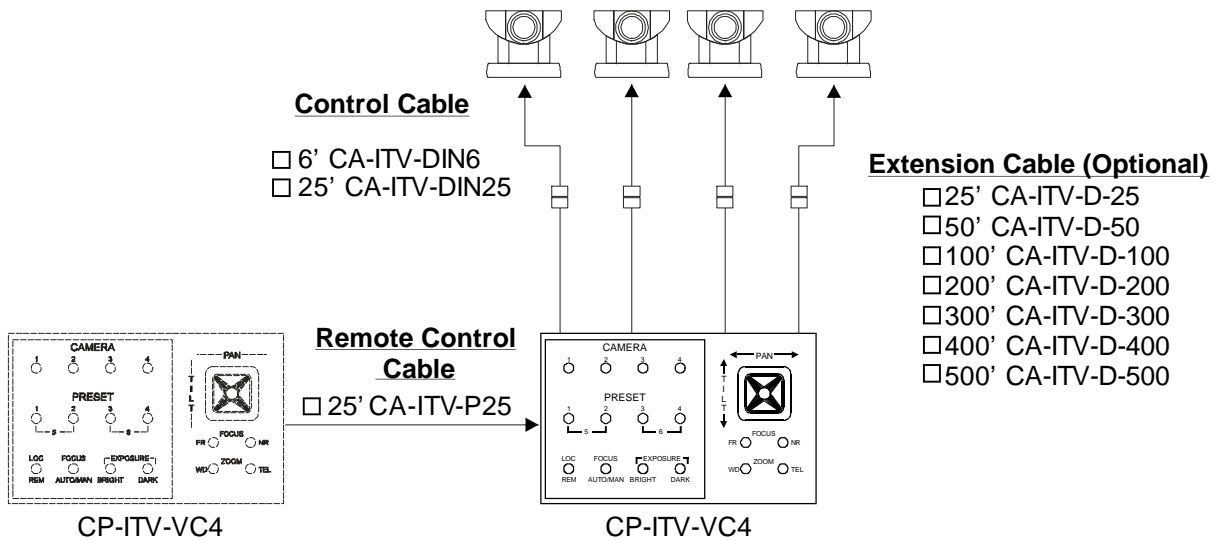 Control Cable
6’ CA-ITV-DIN6
25’ CA-ITV-DIN25
Extension Cable (Optional)
25’ CA-ITV-D-25
50’ CA-ITV-D-50
100’ CA-ITV-D-100
200’ CA-ITV-D-200
300’ CA-ITV-D-300
400’ CA-ITV-D-400
500’ CA-ITV-D-500
Remote Control
Cable
25’ CA-ITV-P25
CAMERA
1 2 3 4
PRESET
1 2 3 4
LOC FOCUS EXPOSURE
REM AUTO/MAN BRIGHT DARK
PAN
TILT
FOCUS
FR NR
ZOOM
WD TEL
CP-ITV-VC4
CAMERA
1 2 3 4
PRESET
1 2 3 4
5 6
LOC FOCUS EXPOSURE
REM AUTO/MAN BRIGHT DARK
PAN
TILT
FOCUS
FR NR
ZOOM
WD TEL
CP-ITV-VC4